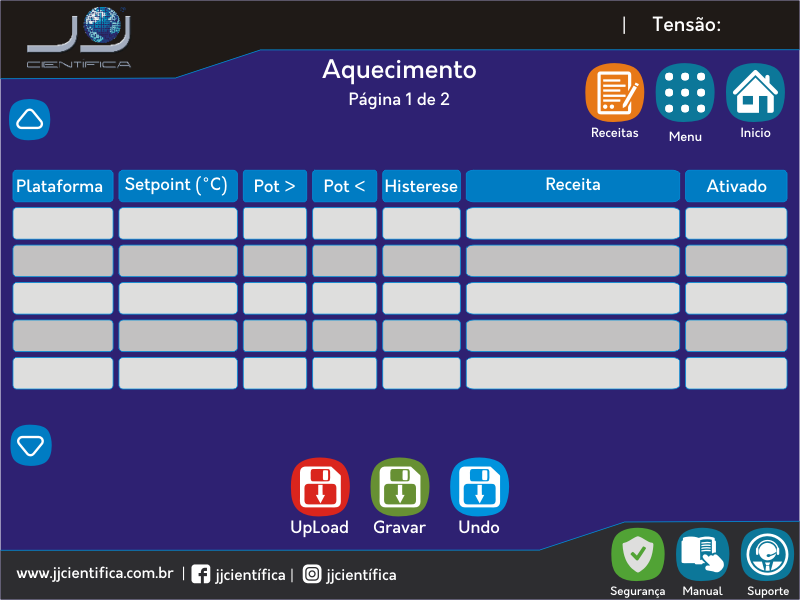 JJ
CIENTIFICA
| Tensão:
Aquecimento
Página 1 de 2
Receitas
Menu
Inicio
Plataforma
Setpoint (°C)
Pot >
Pot <
Histerese
Receita
Ativado
UpLoad
Gravar
Undo
www.jjcientifica.com.br | jjcientífica | jjcientífica
Segurança
Manual
Suporte